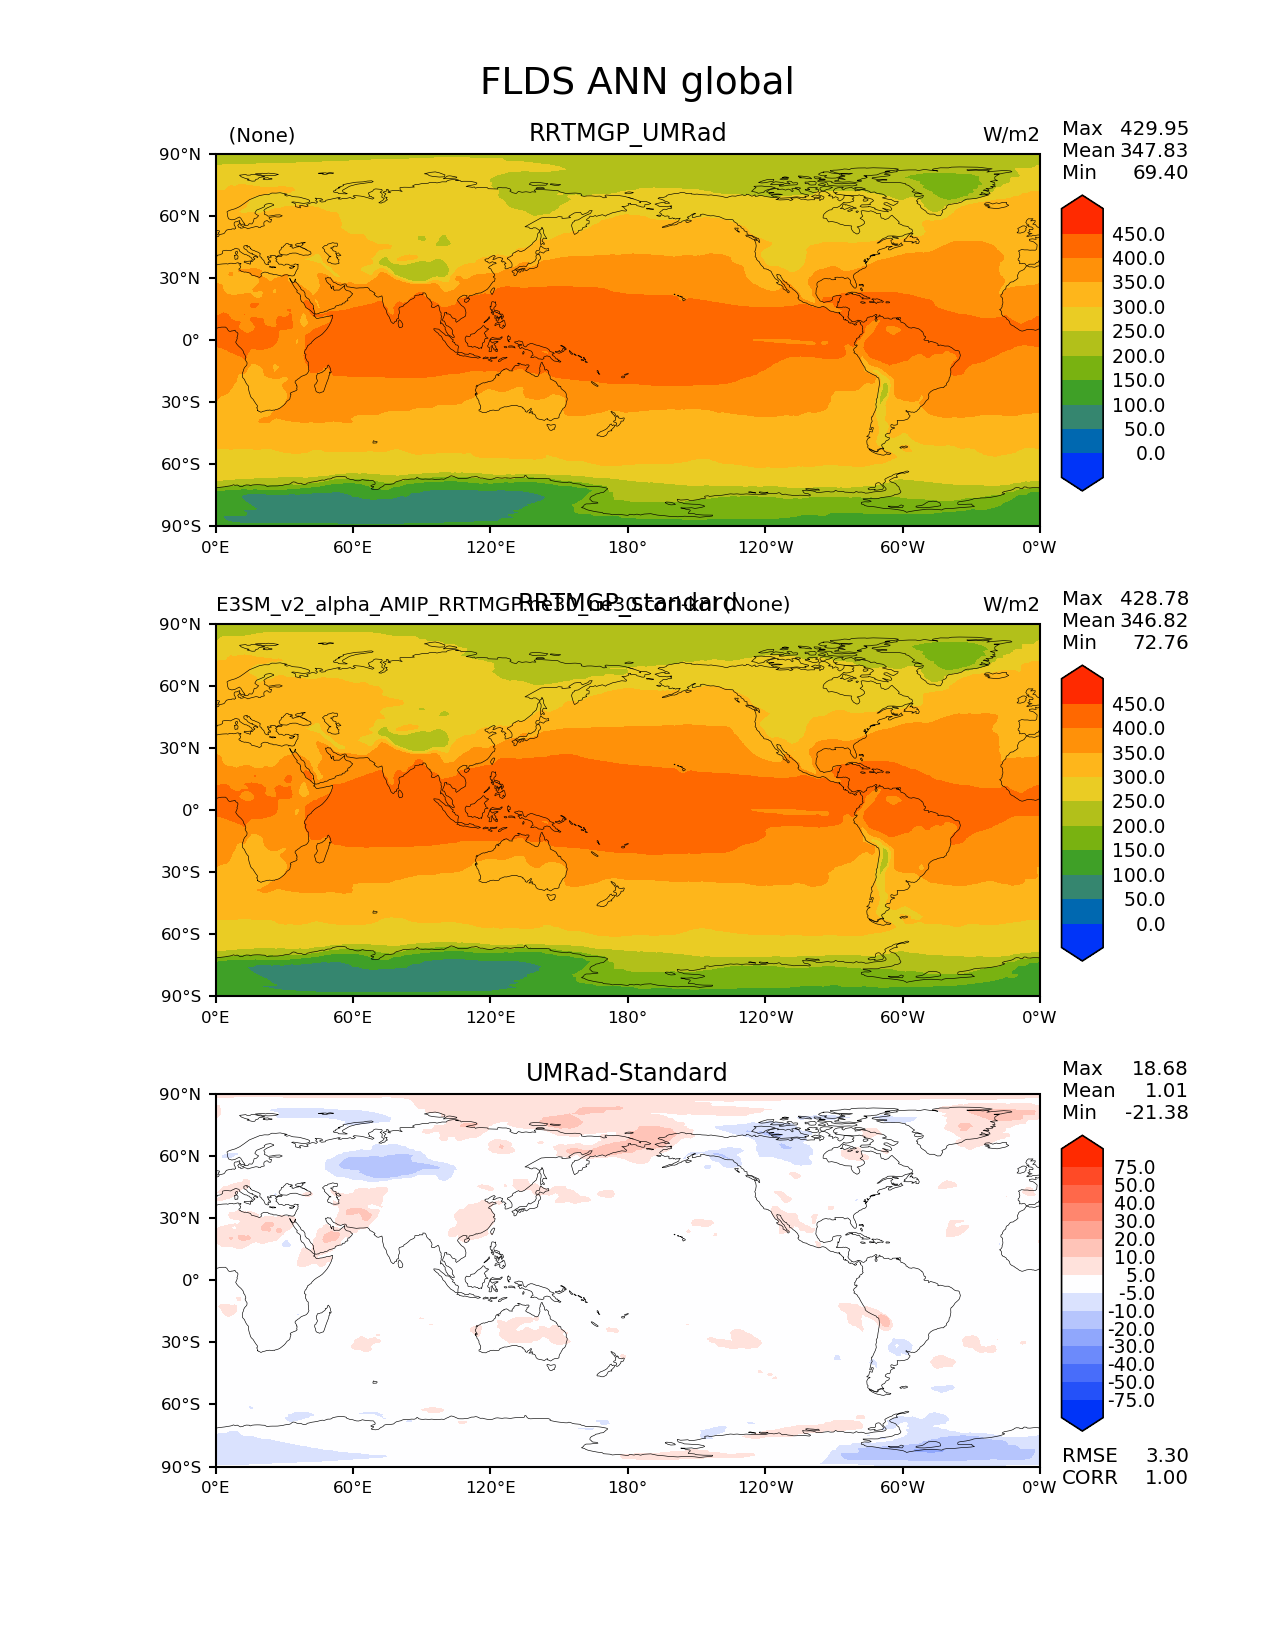 FLDS ANN global
(None) RRTMGP_UMRad W/m2
Max 429.95
Mean 347.83
Min 69.40
90°N
60°N
30°N
0°
30°S
60°S
90°S
0°E 60°E 120°E 180° 120°W 60°W 0°W
450.0
400.0
350.0
300.0
250.0
200.0
150.0
100.0
50.0
0.0
RRTMGP_standard
E3SM_v2_alpha_AMIP_RRTMGP (None) W/m2
Max 428.78
Mean 346.82
Min 72.76
90°N
60°N
30°N
0°
30°S
60°S
90°S
0°E 60°E 120°E 180° 120°W 60°W 0°W
450.0
400.0
350.0
300.0
250.0
200.0
150.0
100.0
50.0
0.0
UMRad-Standard
Max 18.68
Mean 1.01
Min -21.38
90°N
60°N
30°N
0°
30°S
60°S
90°S
0°E 60°E 120°E 180° 120°W 60°W 0°W
75.0
50.0
40.0
30.0
20.0
10.0
5.0
-5.0
-10.0
-20.0
-30.0
-40.0
-50.0
-75.0
RMSE 3.30
CORR 1.00